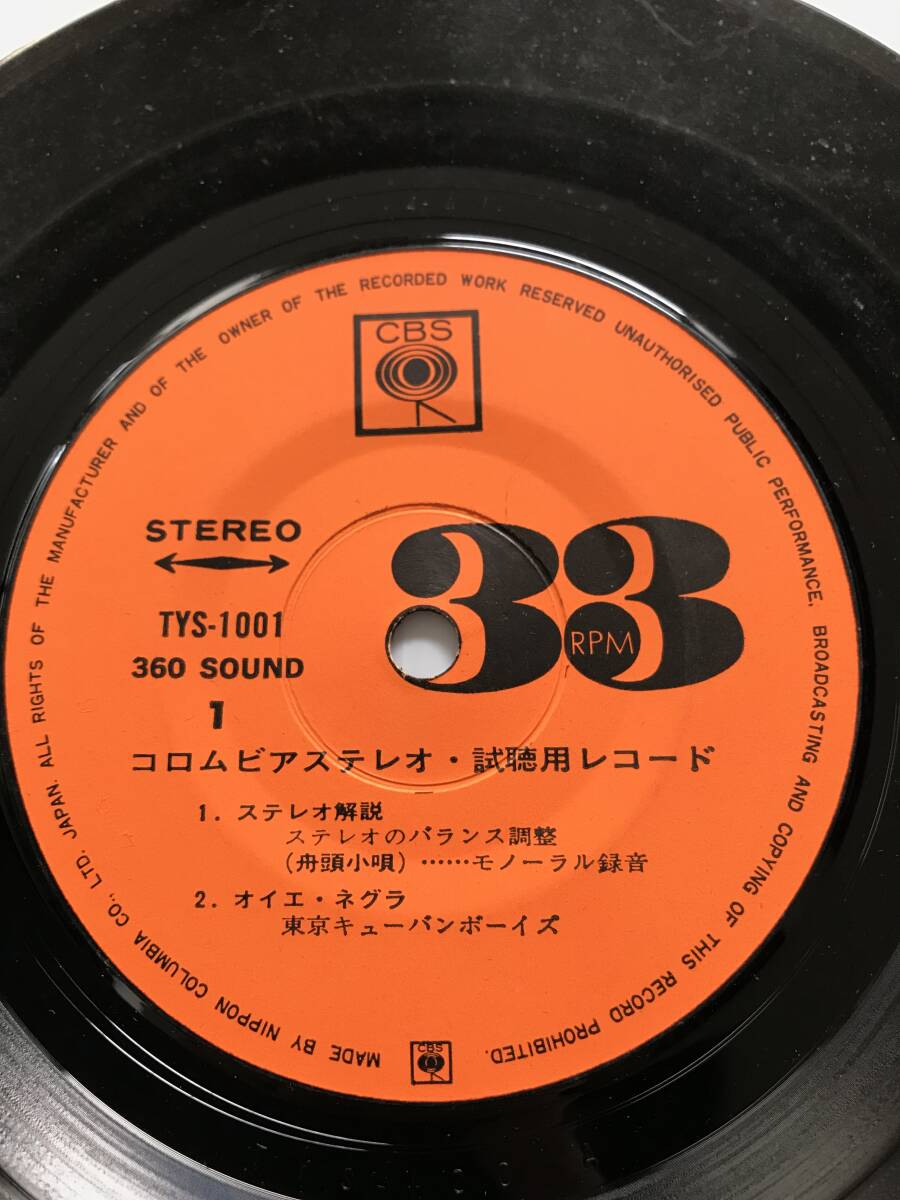 CBS
STEREO
TYS-1001
360 SOUND
1
33
RPM
コロムビアステレオ・試聴用レコード
1. ステレオ解説
ステレオのバランス調整
(舟頭小唄)……モノーラル録音
2. オイエ・ネグラ
東京キューバンボーイズ
MADE BY NIPPON COLUMBIA CO., LTD. JAPAN. ALL RIGHTS OF THE MANUFACTURER AND OF THE OWNER OF THE RECORDED WORK RESERVED UNAUTHORISED PUBLIC PERFORMANCE, BROADCASTING AND COPYING OF THIS RECORD PROHIBITED.
CBS